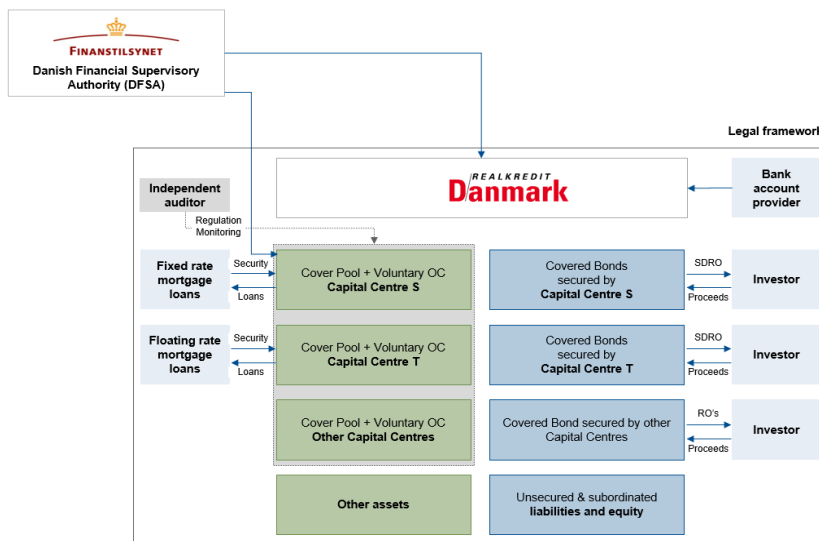 FINANSTILSYNET
Danish Financial Supervisory
Authority (DFSA)
Legal framework
Independent
auditor
REALKREDIT
Danmark
Bank
account
provider
Regulation
Monitoring
Fixed rate
mortgage
loans
Security
Loans
Cover Pool + Voluntary OC
Capital Centre S
Covered Bonds
secured by
Capital Centre S
SDRO
Proceeds
Investor
Floating rate
mortgage
loans
Security
Loans
Cover Pool + Voluntary OC
Capital Centre T
Covered Bonds
secured by
Capital Centre T
SDRO
Proceeds
Investor
Cover Pool + Voluntary OC
Other Capital Centres
Covered Bond secured by other
Capital Centres
RO's
Proceeds
Investor
Other assets
Unsecured & subordinated
liabilities and equity